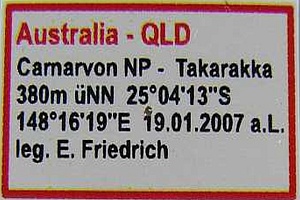 Australia - QLD
Carnarvon NP - Takarakka
380m üNN 25°04'13"S
148°16'19"E 19.01.2007 a.L.
leg. E. Friedrich